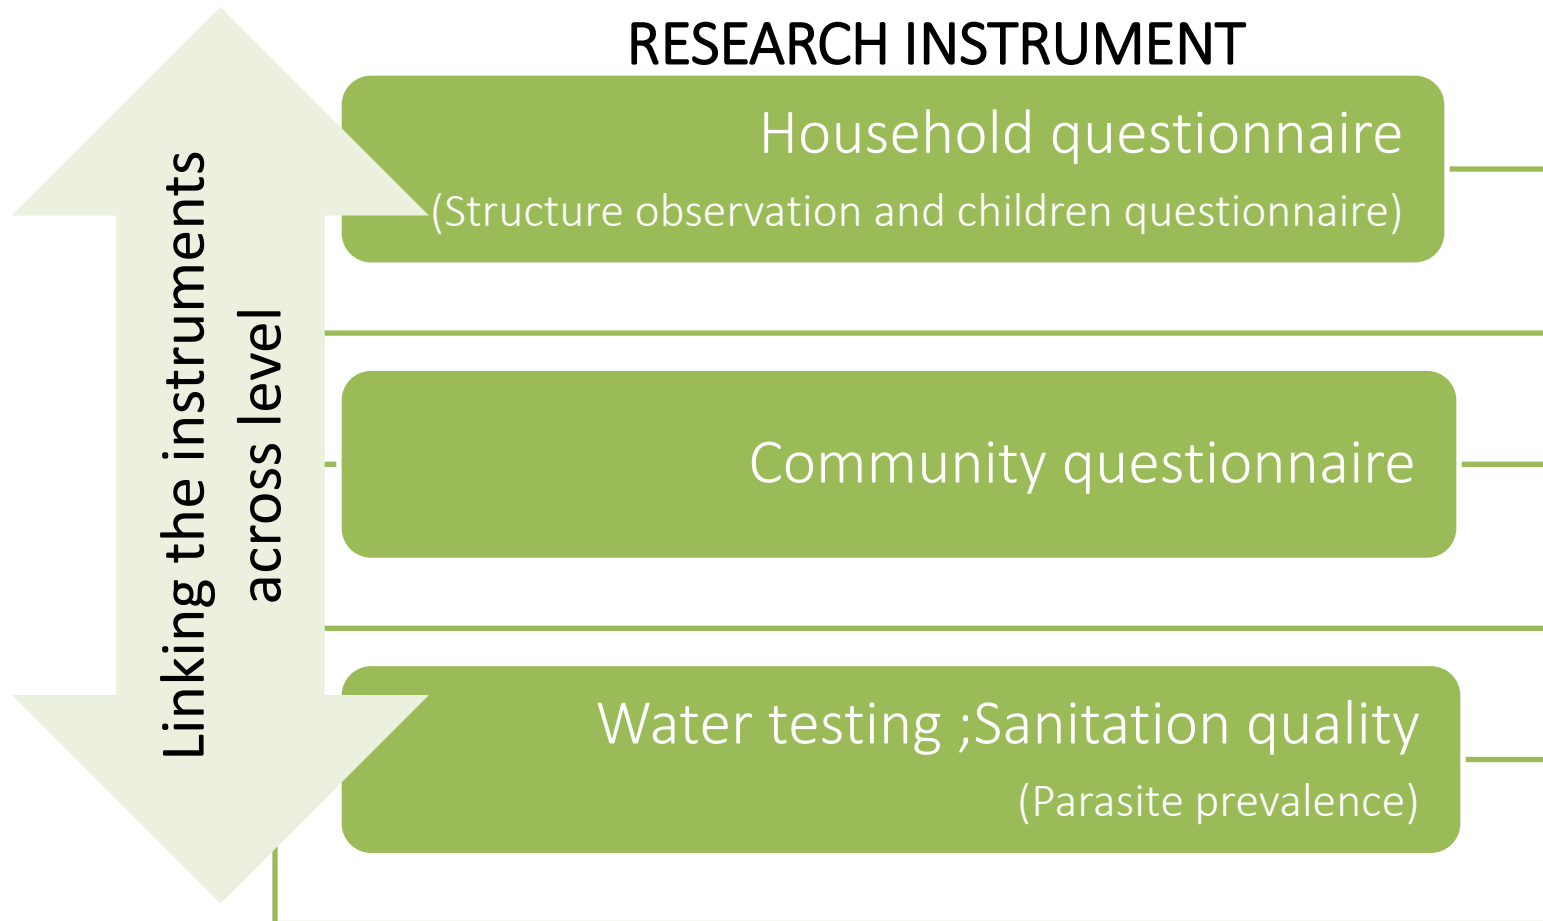 RESEARCH INSTRUMENT
Household questionnaire
(Structure observation and children questionnaire)
Linking the instruments
across level
Community questionnaire
Water testing ;Sanitation quality
(Parasite prevalence)